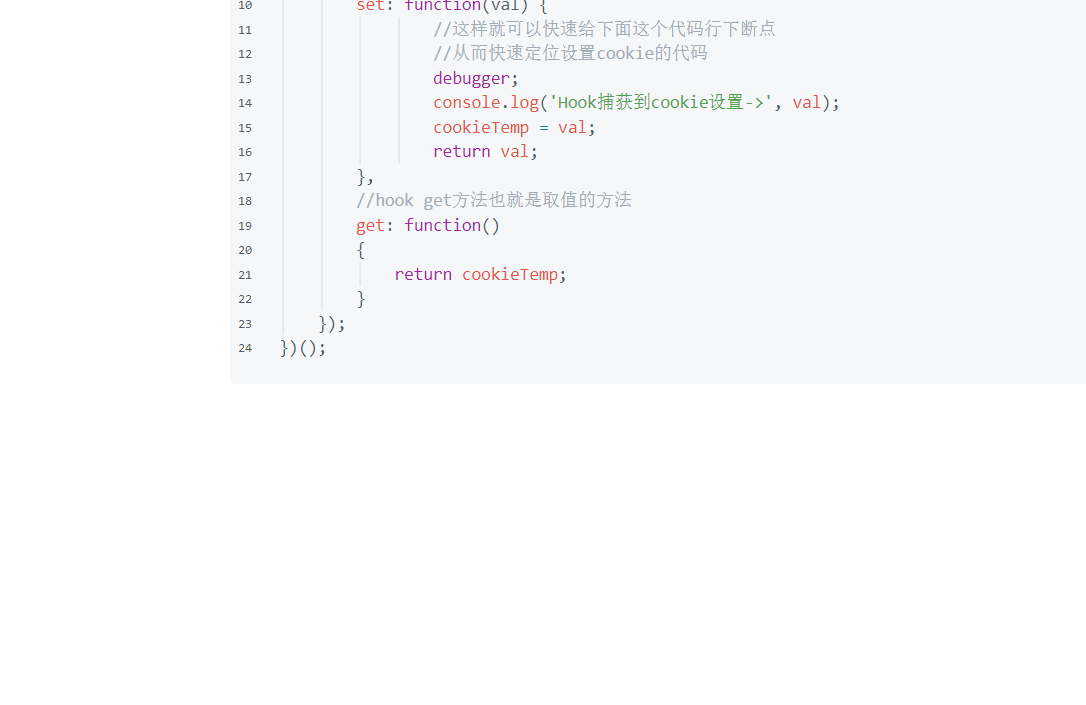 10 set: function(val) {
11 //这样就可以快速给下面这个代码行下断点
12 //从而快速定位设置cookie的代码
13 debugger;
14 console.log('Hook捕获到cookie设置->', val);
15 cookieTemp = val;
16 return val;
17 },
18 //hook get方法也就是取值的方法
19 get: function()
20 {
21 return cookieTemp;
22 }
23 });
24 })();